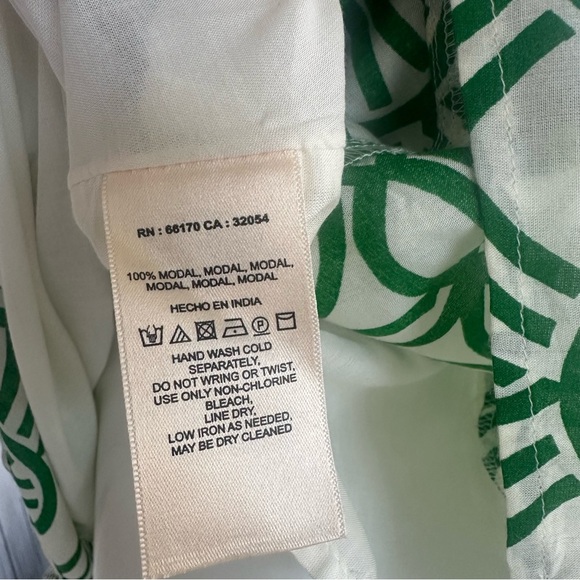 RN : 66170 CA : 32054
100% MODAL, MODAL, MODAL,
MODAL, MODAL, MODAL
HECHO EN INDIA
HAND WASH COLD
SEPARATELY,
DO NOT WRING OR TWIST,
USE ONLY NON-CHLORINE
BLEACH,
LINE DRY,
LOW IRON AS NEEDED,
MAY BE DRY CLEANED